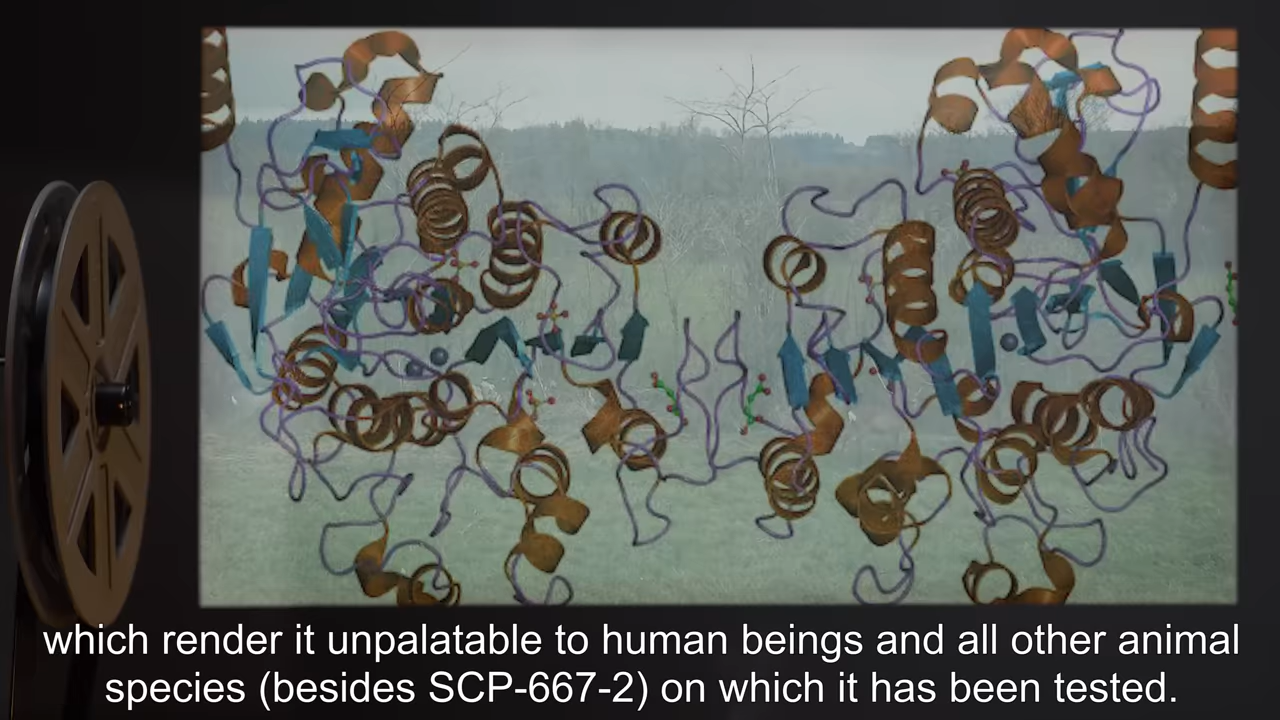 which render it unpalatable to human beings and all other animal
species (besides SCP-667-2) on which it has been tested.